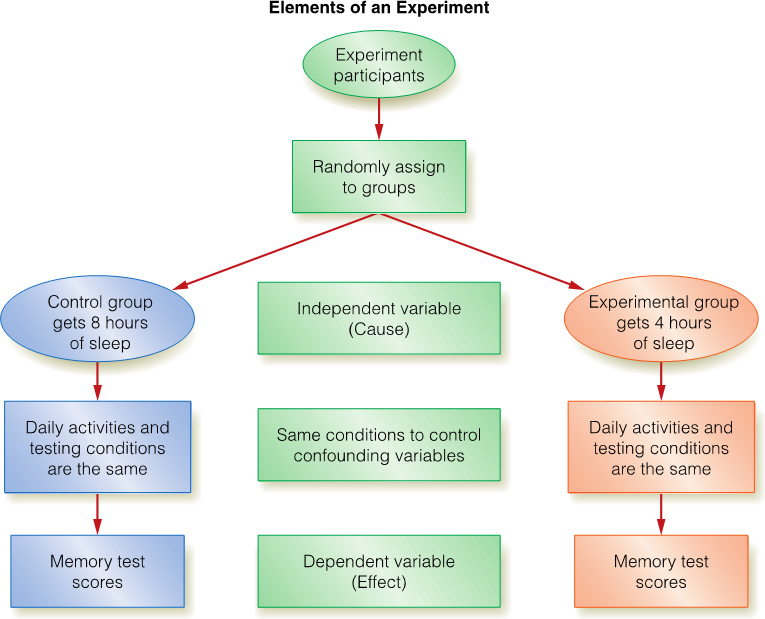 Elements of an Experiment
Experiment
participants
Randomly assign
to groups
Control group
gets 8 hours
of sleep
Independent variable
(Cause)
Experimental group
gets 4 hours
of sleep
Daily activities and
testing conditions
are the same
Same conditions to control
confounding variables
Daily activities and
testing conditions
are the same
Memory test
scores
Dependent variable
(Effect)
Memory test
scores